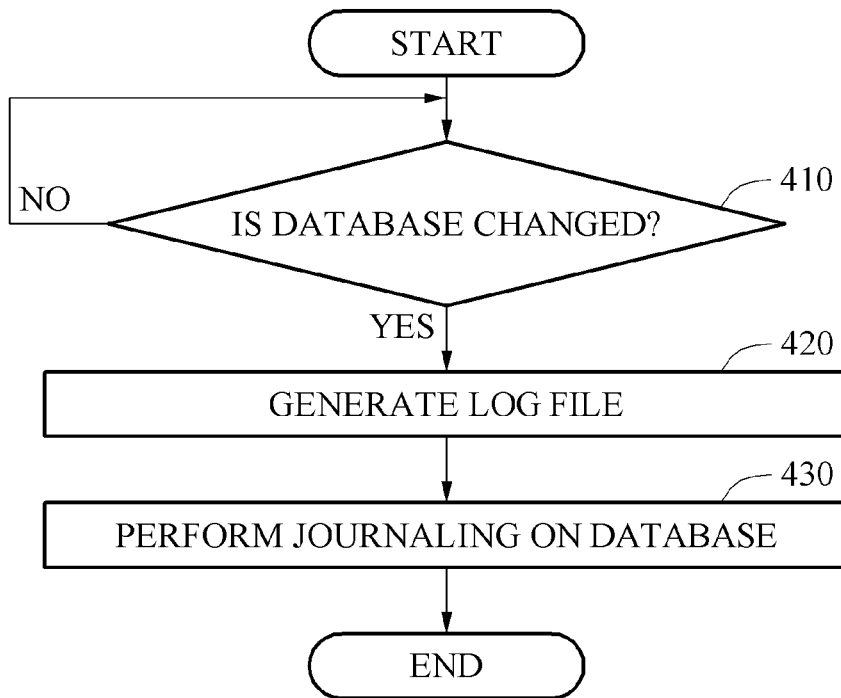 START
410
NO
IS DATABASE CHANGED?
YES
420
GENERATE LOG FILE
430
PERFORM JOURNALING ON DATABASE
END